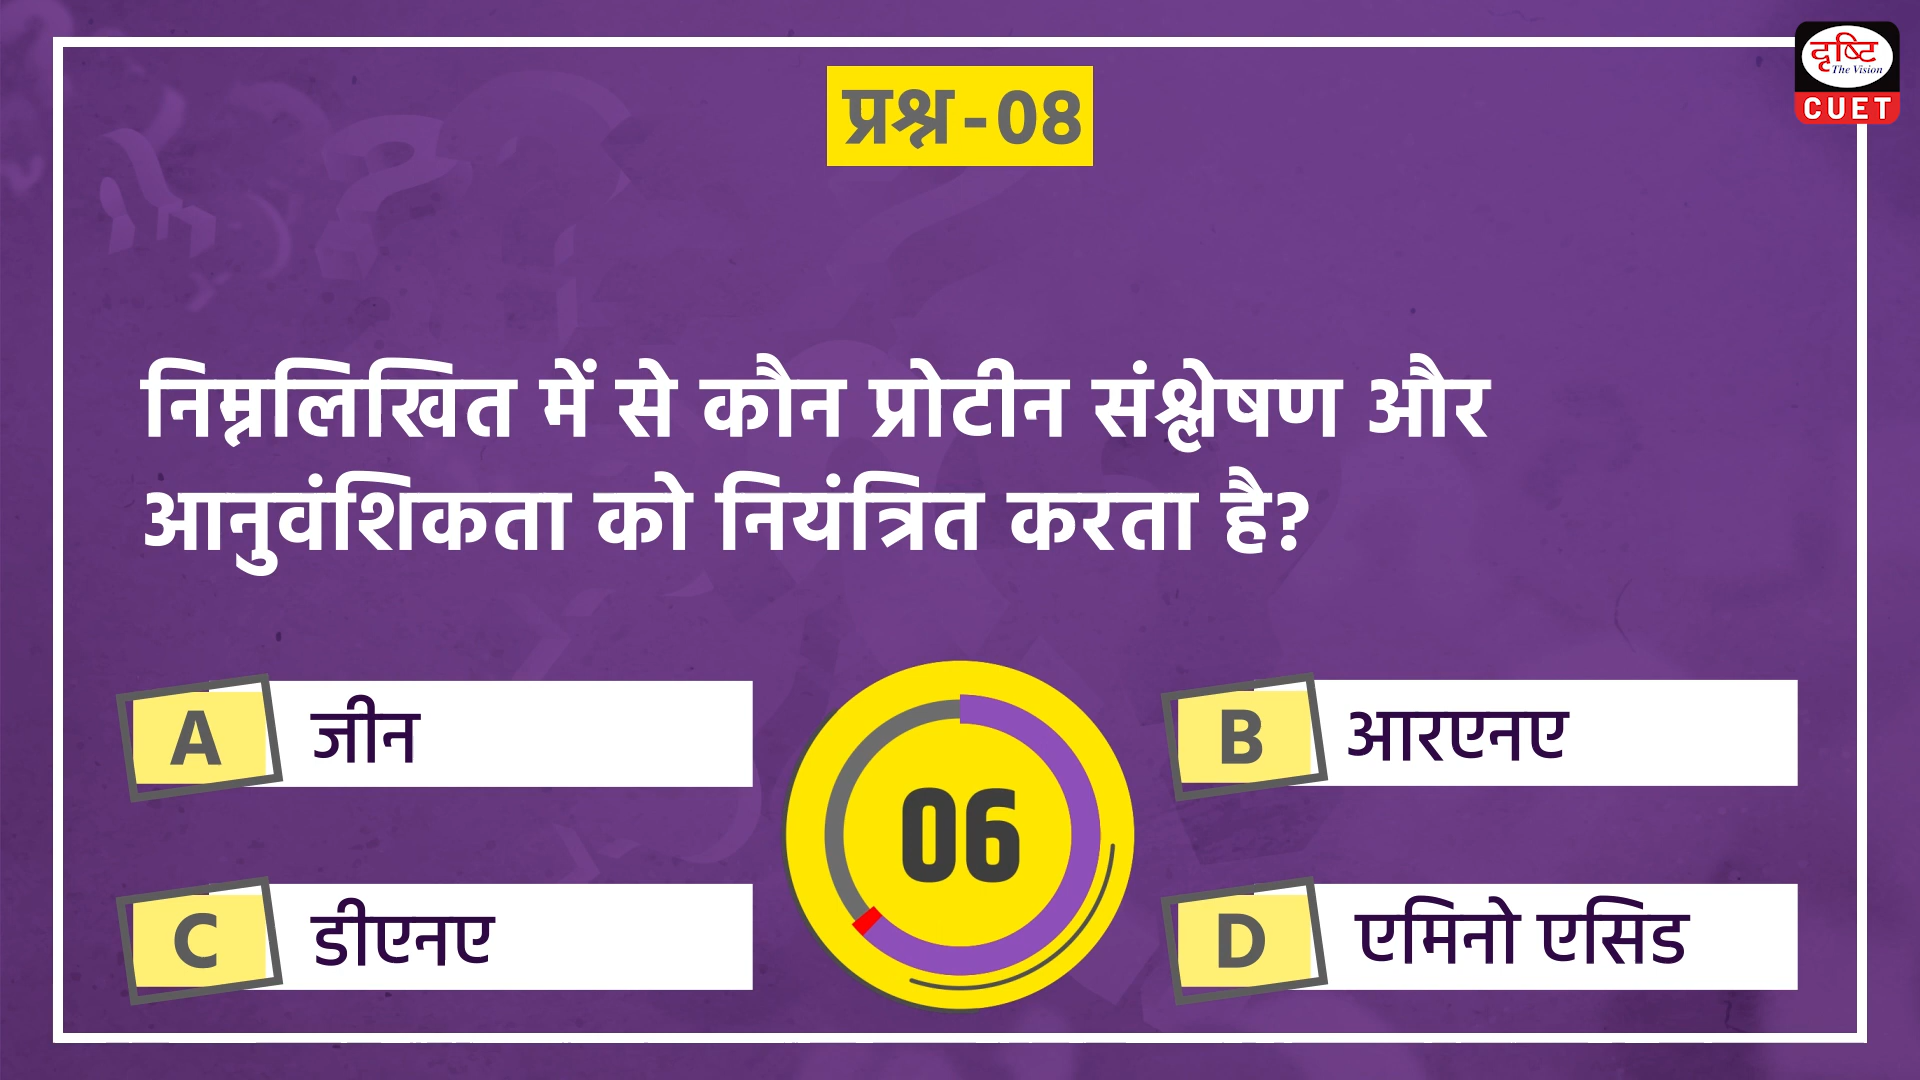 दृष्टि
The Vision
CUET
प्रश्न-08
निम्नलिखित में से कौन प्रोटीन संश्लेषण और
आनुवंशिकता को नियंत्रित करता है?
A जीन
B आरएनए
06
C डीएनए
D एमिनो एसिड